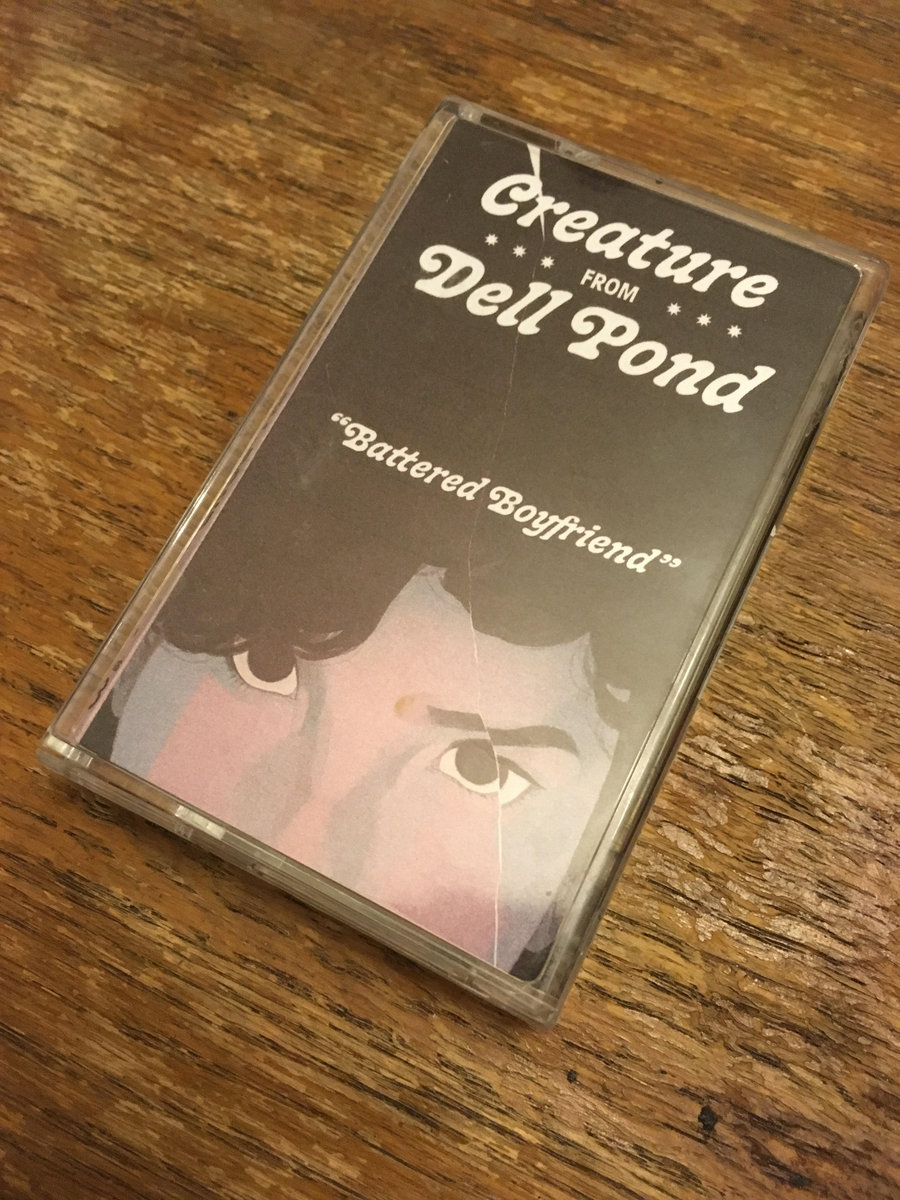 Creature
FROM
Dell Pond
“Battered Boyfriend”